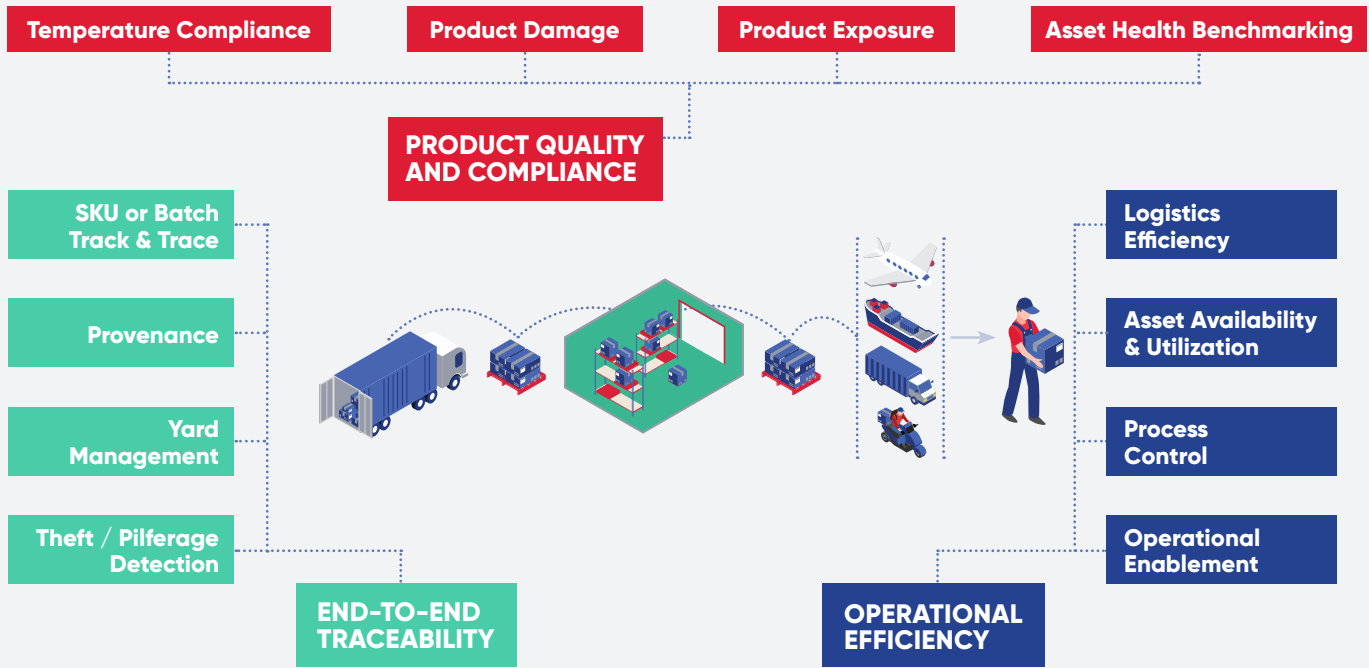 Temperature Compliance
Product Damage
Product Exposure
Asset Health Benchmarking
PRODUCT QUALITY
AND COMPLIANCE
SKU or Batch
Track & Trace
Provenance
Yard
Management
Theft / Pilferage
Detection
END-TO-END
TRACEABILITY
Logistics
Efficiency
Asset Availability
& Utilization
Process
Control
Operational
Enablement
OPERATIONAL
EFFICIENCY